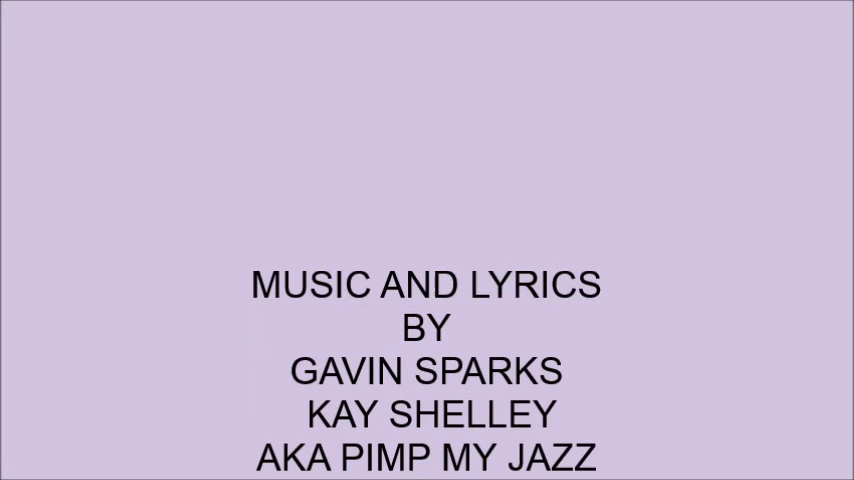 MUSIC AND LYRICS
BY
GAVIN SPARKS
KAY SHELLEY
AKA PIMP MY JAZZ